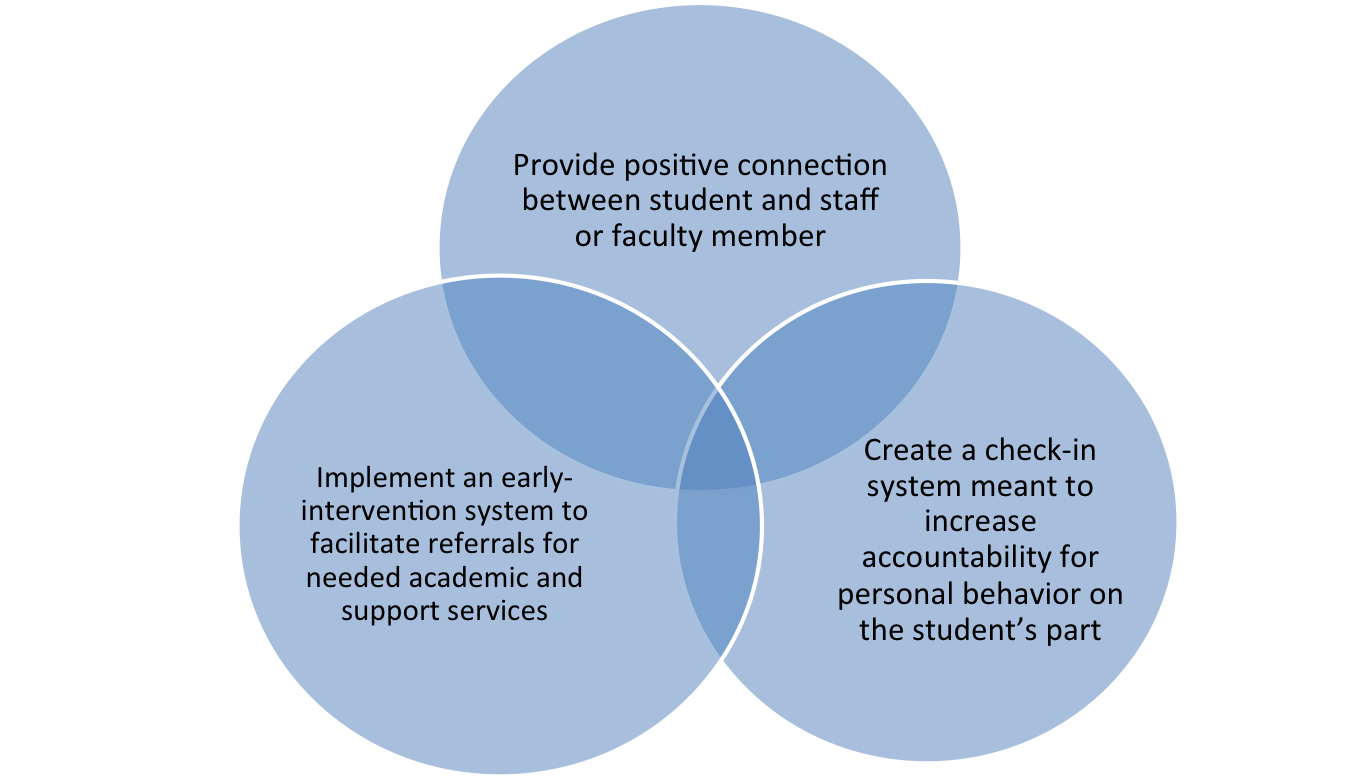 Provide positive connection
between student and staff
or faculty member
Implement an early-
intervention system to
facilitate referrals for
needed academic and
support services
Create a check-in
system meant to
increase
accountability for
personal behavior on
the student’s part